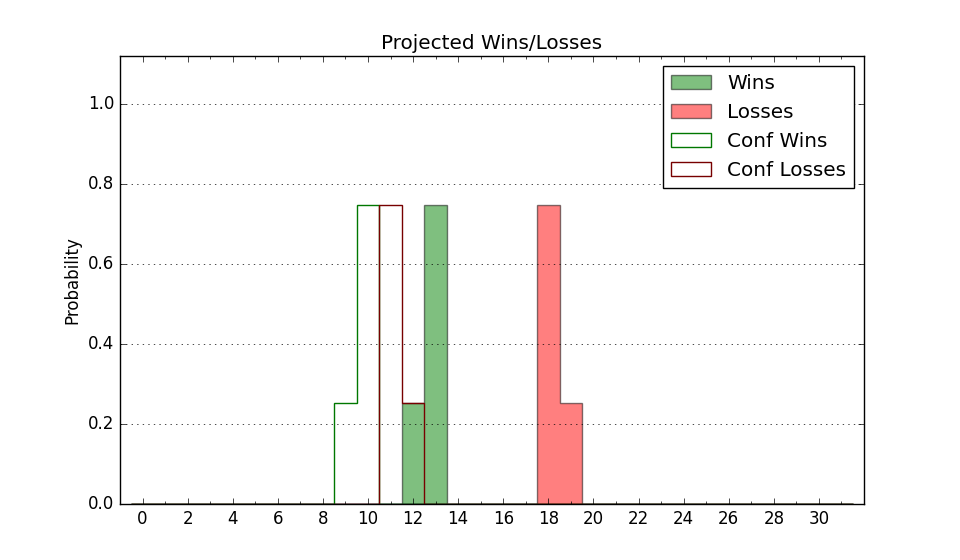 Projected Wins/Losses
Wins
Losses
Conf Wins
Conf Losses
Probability
1.0
0.8
0.6
0.4
0.2
0.0
0 2 4 6 8 10 12 14 16 18 20 22 24 26 28 30